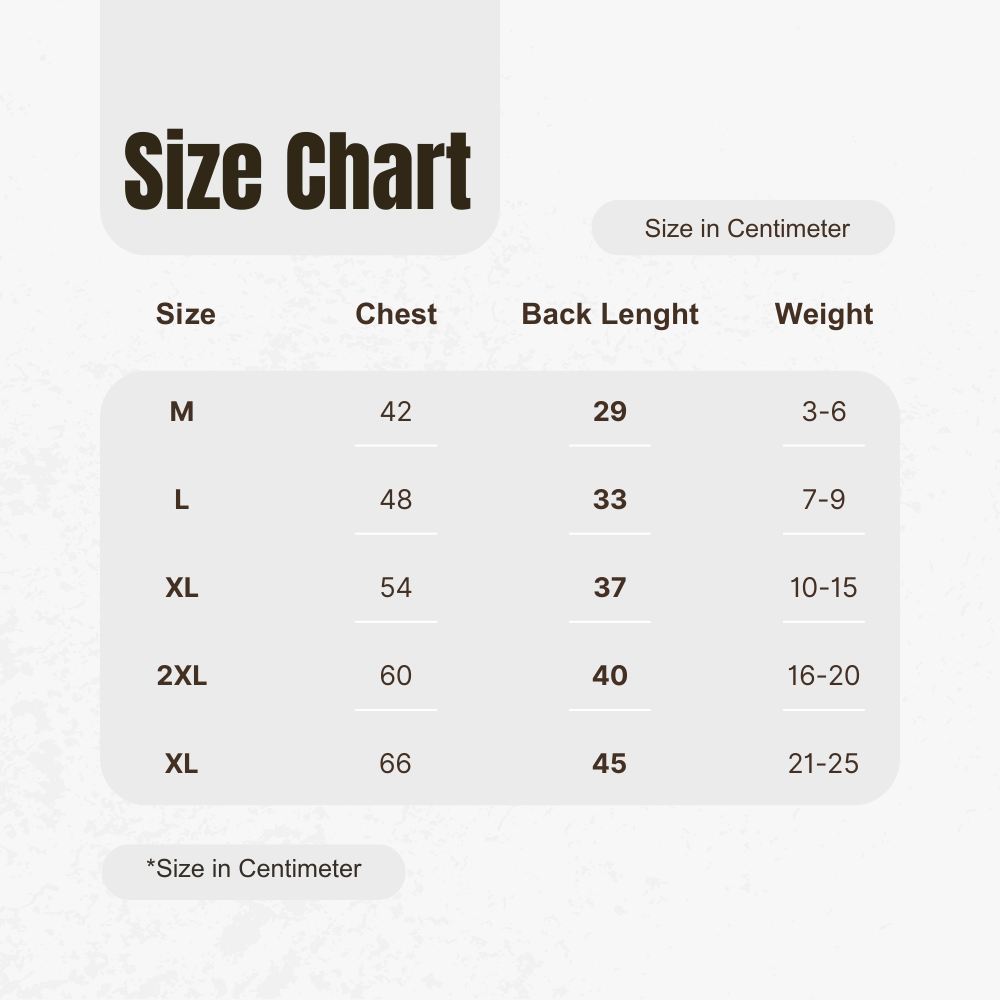 Size Chart
Size in Centimeter
Size Chest Back Lenght Weight
M 42 29 3-6
L 48 33 7-9
XL 54 37 10-15
2XL 60 40 16-20
XL 66 45 21-25
*Size in Centimeter